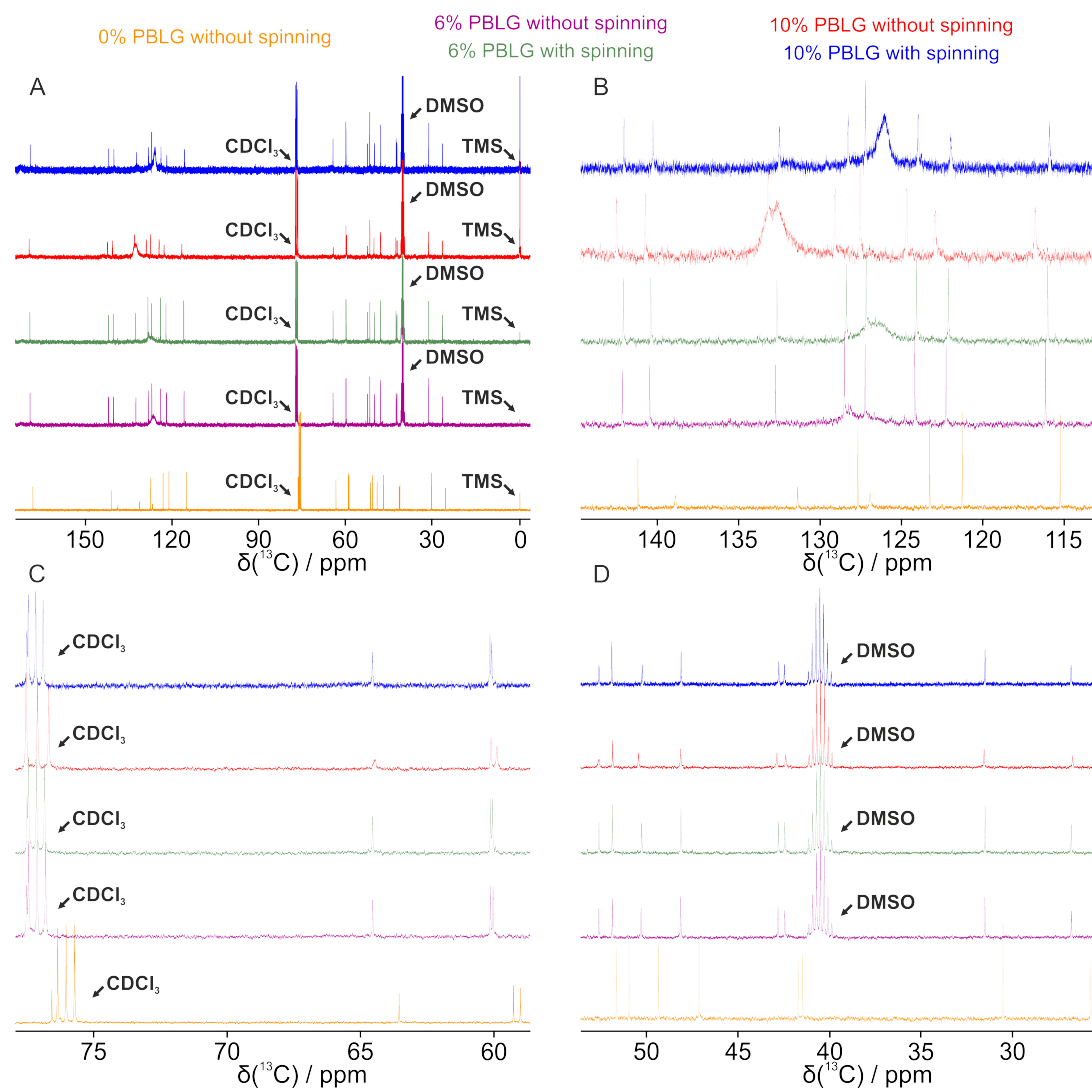 0% PBLG without spinning
6% PBLG without spinning
10% PBLG without spinning
6% PBLG with spinning
10% PBLG with spinning
A
DMSO
CDCl₃
TMS
DMSO
CDCl₃
TMS
DMSO
CDCl₃
TMS
DMSO
CDCl₃
TMS
CDCl₃
TMS
150 120 90 60 30 0
δ(¹³C) / ppm
B
140 135 130 125 120 115
δ(¹³C) / ppm
C
CDCl₃
CDCl₃
CDCl₃
CDCl₃
CDCl₃
75 65 60
δ(¹³C) / ppm
D
DMSO
DMSO
DMSO
DMSO
50 45 40 35 30
δ(¹³C) / ppm